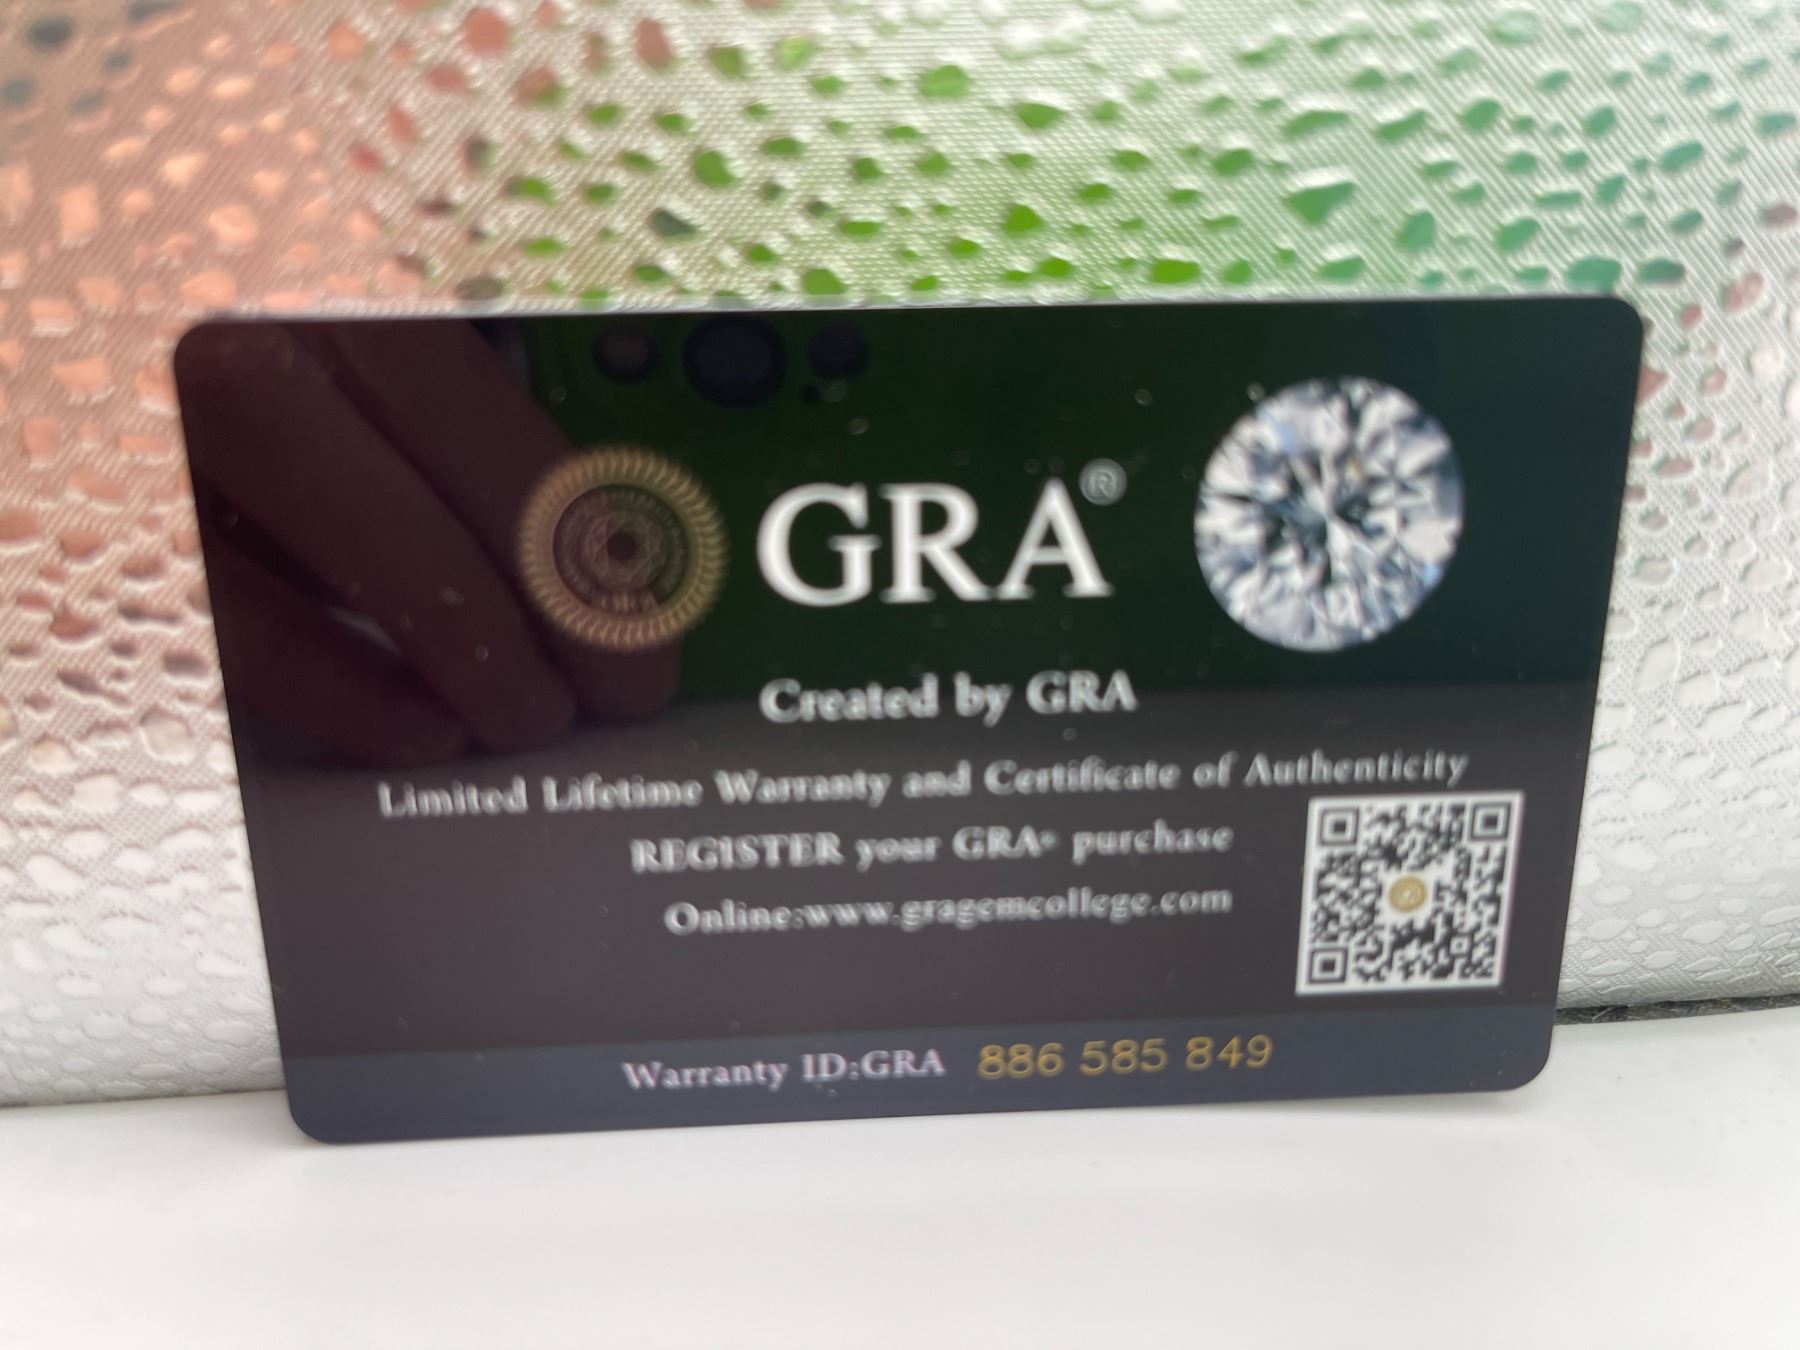 GRA®
Created by GRA
Limited Lifetime Warranty and Certificate of Authenticity
REGISTER your GRA® purchase
Online:www.gragemcollege.com
Warranty ID:GRA 886 585 849